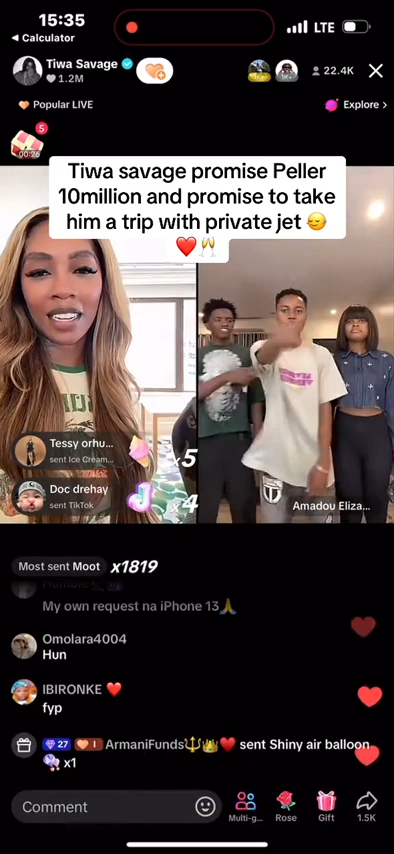 15:35
LTE
◀ Calculator
Tiwa Savage
1.2M
22.4K
Popular LIVE
Explore >
5
00:26
Tiwa savage promise Peller
10million and promise to take
him a trip with private jet 😏
❤️🥂
Tessy orhu...
sent Ice Cream...
x5
Doc drehay
sent TikTok
x4
Amadou Eliza...
Most sent Moot x1819
My own request na iPhone 13🙏
Omolara4004
Hun
IBIRONKE ❤️
fyp
27 I ArmaniFunds🔱👑❤️ sent Shiny air balloon
x1
Comment
Multi-g...
Rose
Gift
1.5K